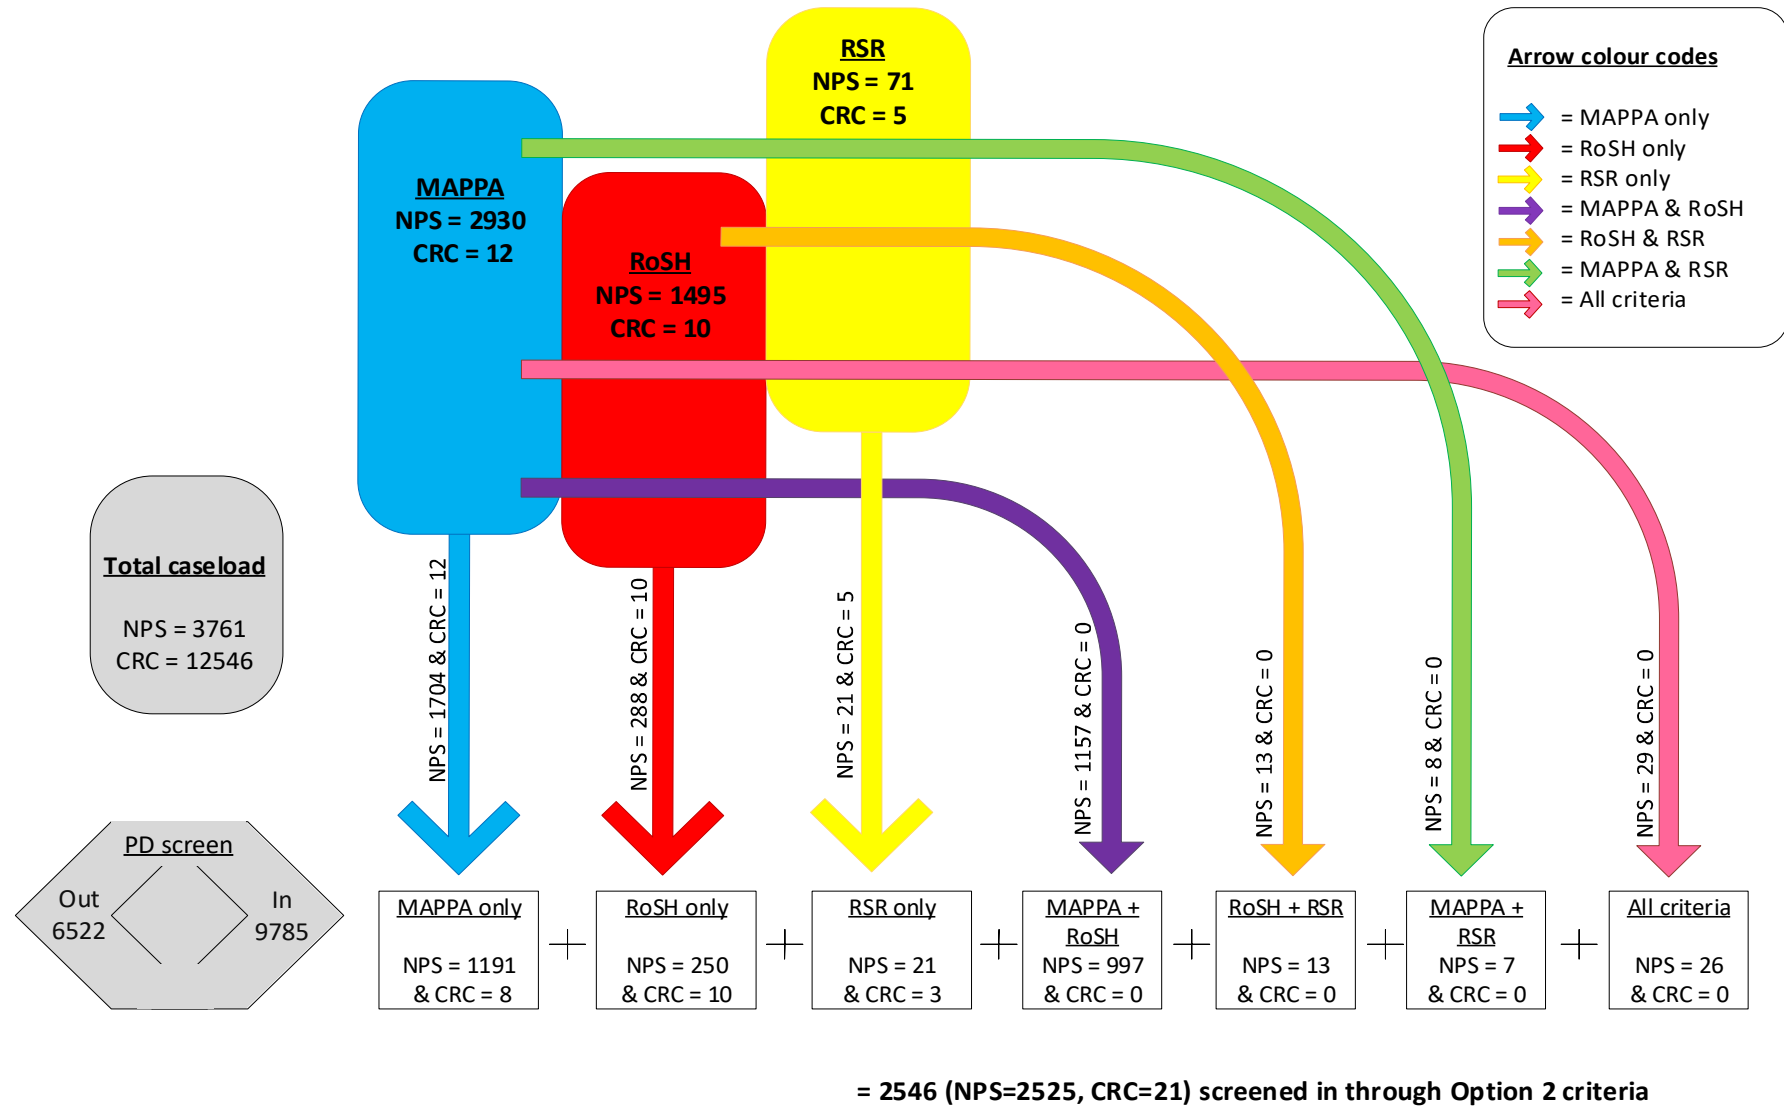 RSR
NPS = 71
CRC = 5
MAPPA
NPS = 2930
CRC = 12
RoSH
NPS = 1495
CRC = 10
Arrow colour codes
= MAPPA only
= RoSH only
= RSR only
= MAPPA & RoSH
= RoSH & RSR
= MAPPA & RSR
= All criteria
Total caseload
NPS = 3761
CRC = 12546
NPS = 1704 & CRC = 12
NPS = 288 & CRC = 10
NPS = 21 & CRC = 5
NPS = 1157 & CRC = 0
NPS = 13 & CRC = 0
NPS = 8 & CRC = 0
NPS = 29 & CRC = 0
PD screen
Out
6522
In
9785
MAPPA only
NPS = 1191
& CRC = 8
RoSH only
NPS = 250
& CRC = 10
RSR only
NPS = 21
& CRC = 3
MAPPA +
RoSH
NPS = 997
& CRC = 0
RoSH + RSR
NPS = 13
& CRC = 0
MAPPA +
RSR
NPS = 7
& CRC = 0
All criteria
NPS = 26
& CRC = 0
= 2546 (NPS=2525, CRC=21) screened in through Option 2 criteria